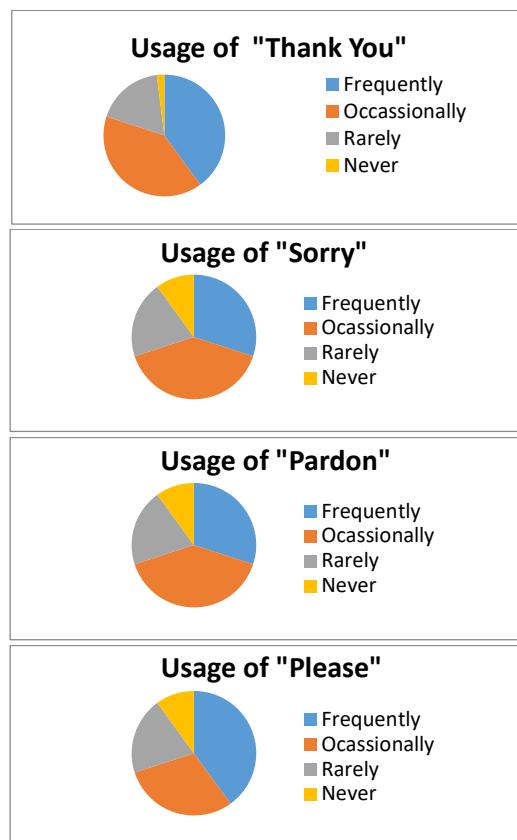 Usage of "Thank You"
Frequently
Occassionally
Rarely
Never
Usage of "Sorry"
Frequently
Ocassionally
Rarely
Never
Usage of "Pardon"
Frequently
Ocassionally
Rarely
Never
Usage of "Please"
Frequently
Ocassionally
Rarely
Never